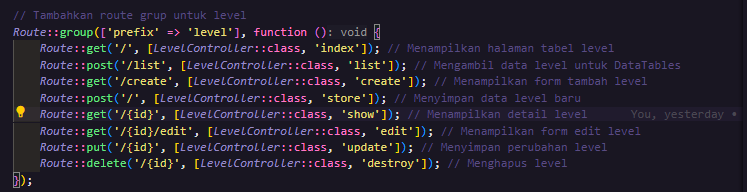 // Tambahkan route grup untuk level
Route::group(['prefix' => 'level'], function (): void {
    Route::get('/', [LevelController::class, 'index']); // Menampilkan halaman tabel level
    Route::post('/list', [LevelController::class, 'list']); // Mengambil data level untuk DataTables
    Route::get('/create', [LevelController::class, 'create']); // Menampilkan form tambah level
    Route::post('/', [LevelController::class, 'store']); // Menyimpan data level baru
    Route::get('/{id}', [LevelController::class, 'show']); // Menampilkan detail level You, yesterday •
    Route::get('/{id}/edit', [LevelController::class, 'edit']); // Menampilkan form edit level
    Route::put('/{id}', [LevelController::class, 'update']); // Menyimpan perubahan level
    Route::delete('/{id}', [LevelController::class, 'destroy']); // Menghapus level
});